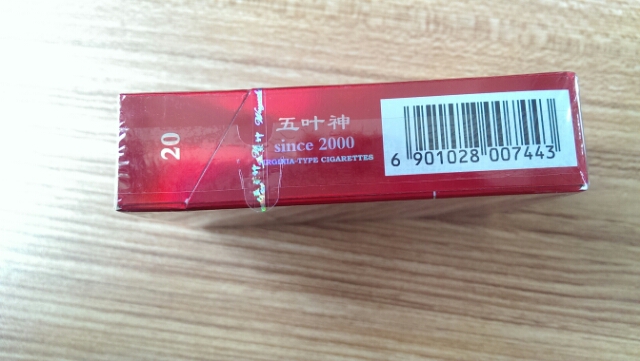 20
五叶神
since 2000
VIRGINIA-TYPE CIGARETTES
6 901028 007443